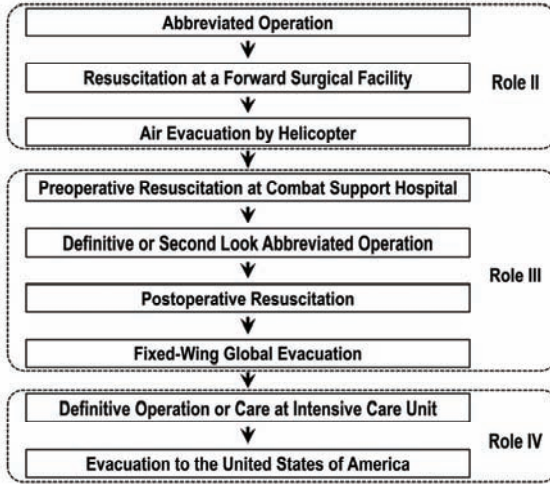 Abbreviated Operation
Resuscitation at a Forward Surgical Facility
Role II
Air Evacuation by Helicopter
Preoperative Resuscitation at Combat Support Hospital
Definitive or Second Look Abbreviated Operation
Role III
Postoperative Resuscitation
Fixed-Wing Global Evacuation
Definitive Operation or Care at Intensive Care Unit
Role IV
Evacuation to the United States of America